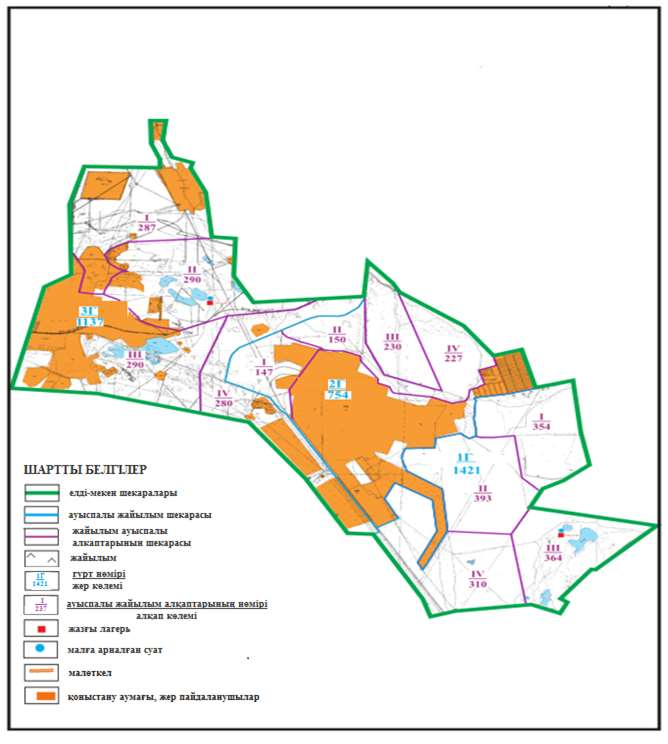 I
287
II
290
3Г
1137
III
290
IV
280
I
147
II
150
III
230
IV
227
2Г
754
I
354
1Г
1421
II
393
III
364
IV
310
ШАРТТЫ БЕЛГІЛЕР
елді-мекен шекаралары
ауыспалы жайылым шекарасы
жайылым ауыспалы
алкаптарының шекарасы
жайылым
1Г
1421
гурт нөмірі
жер көлемі
I
237
ауыспалы жайылым алқаптарының нөмірі
алқап көлемі
жазғы лагерь
малға арналған суат
малөткел
қоныстану аумағы, жер пайдаланушылар